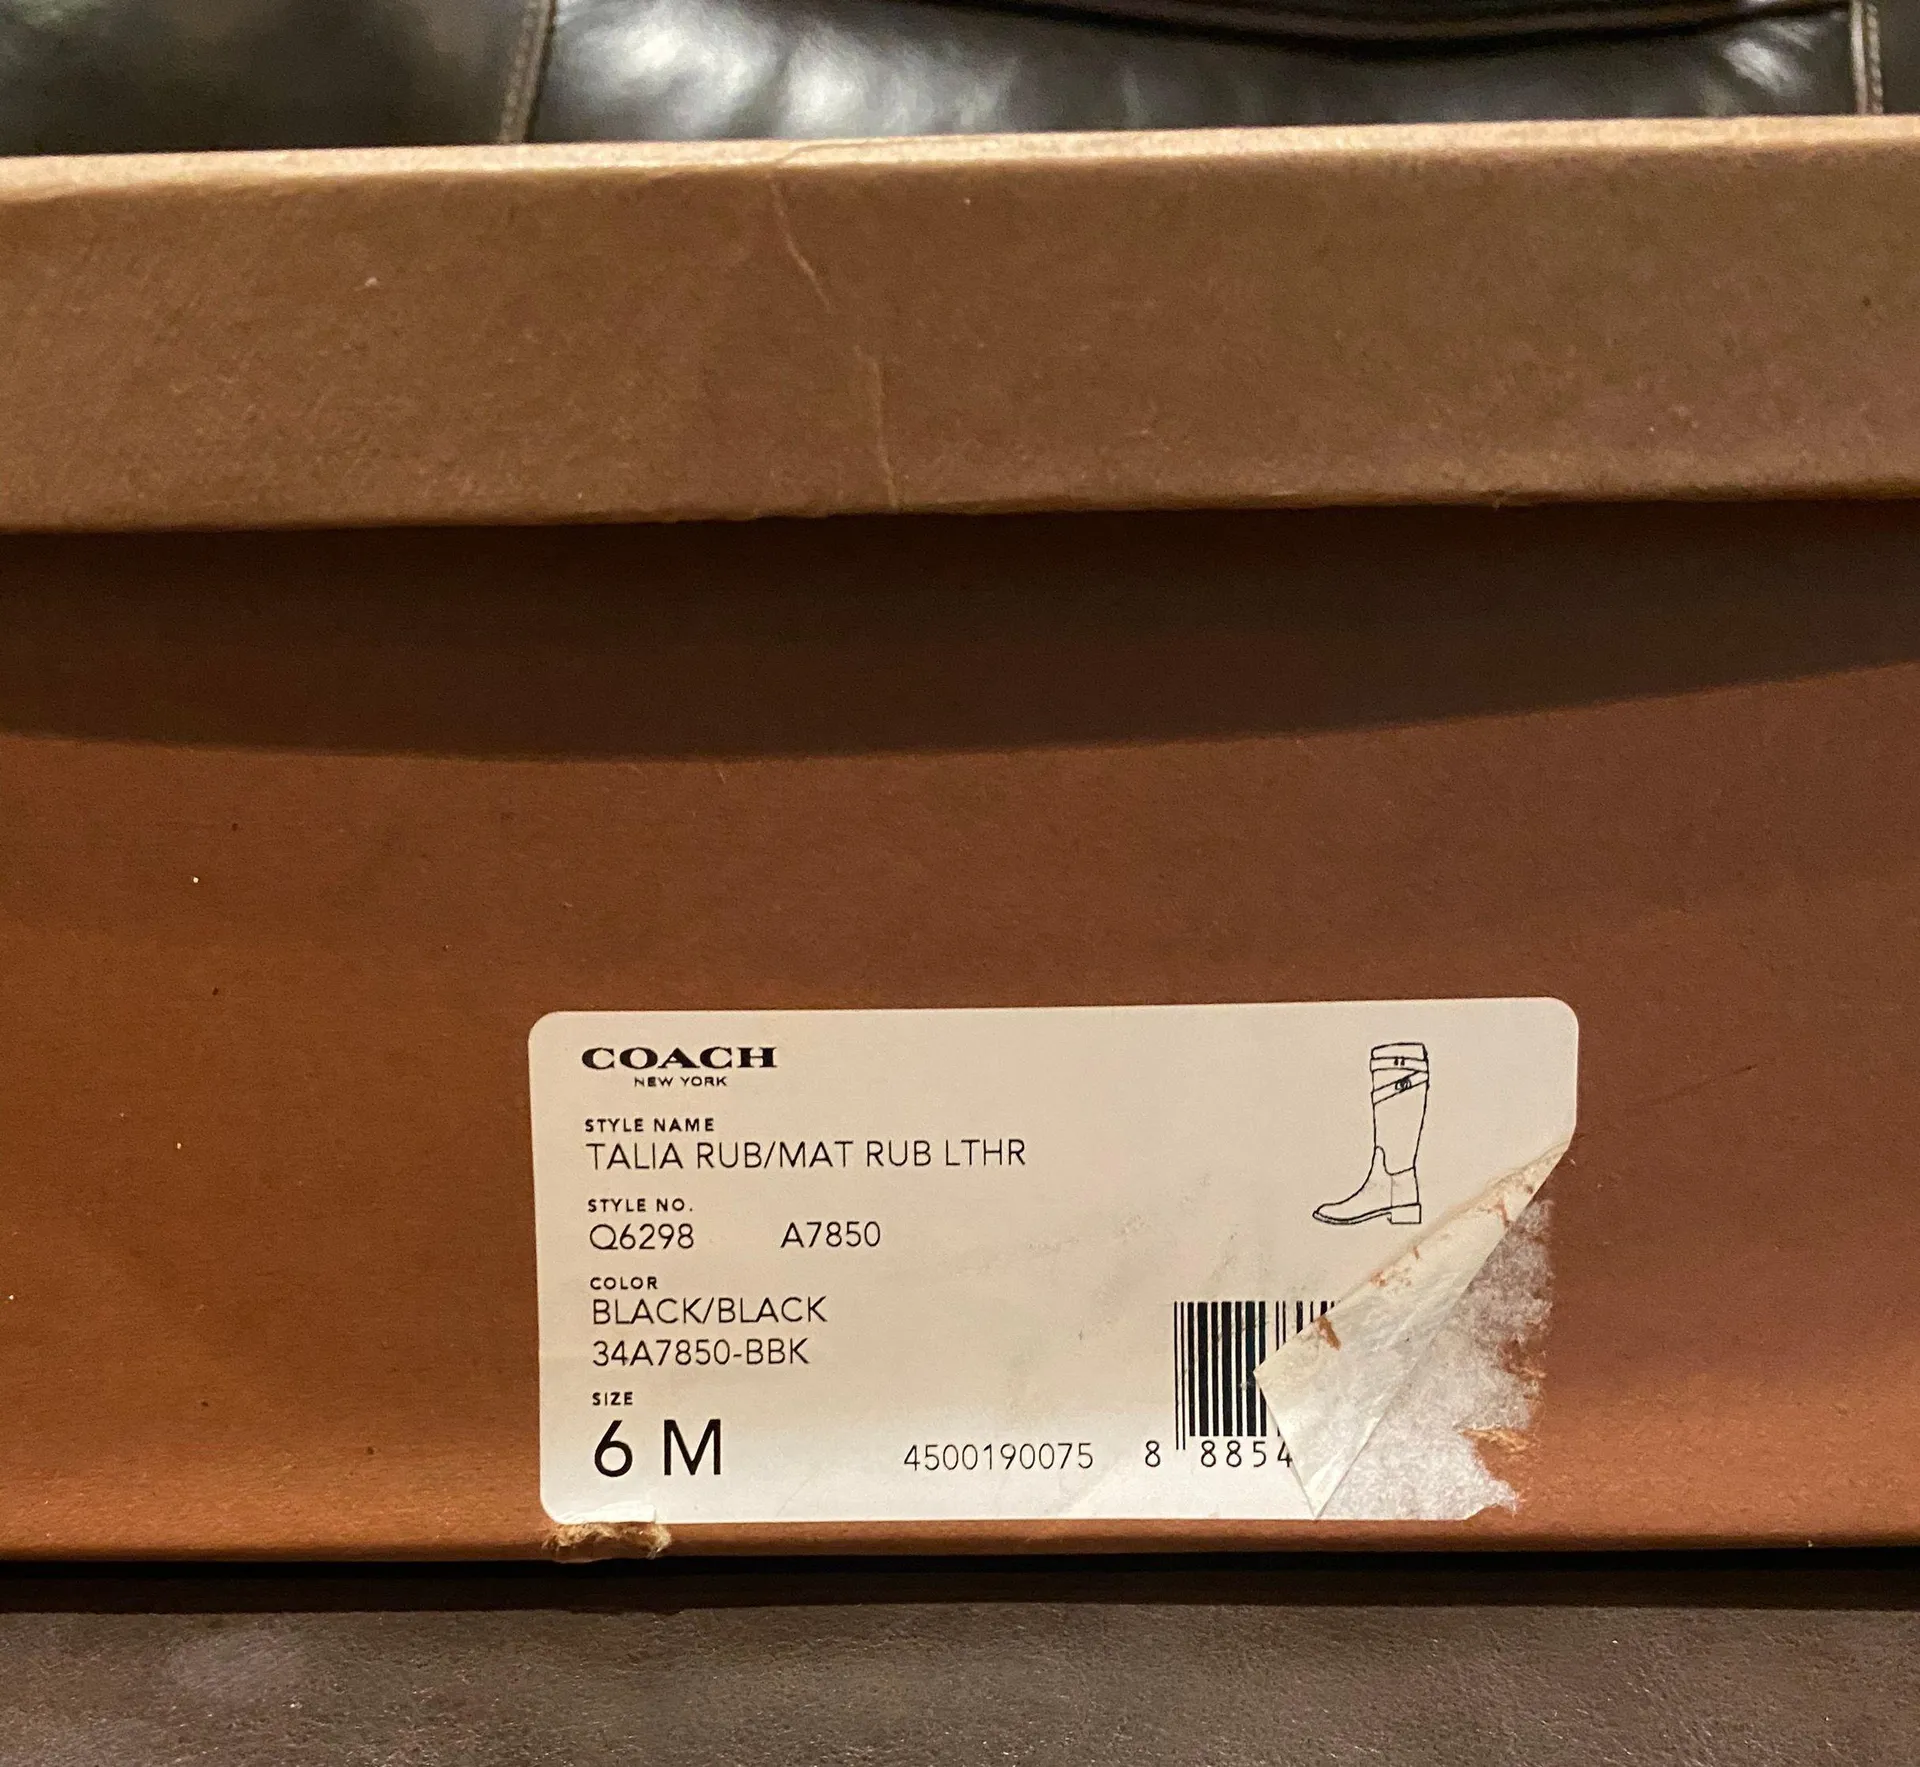 COACH
NEW YORK
STYLE NAME
TALIA RUB/MAT RUB LTHR
STYLE NO.
Q6298 A7850
COLOR
BLACK/BLACK
34A7850-BBK
SIZE
6 M 4500190075 8 8854